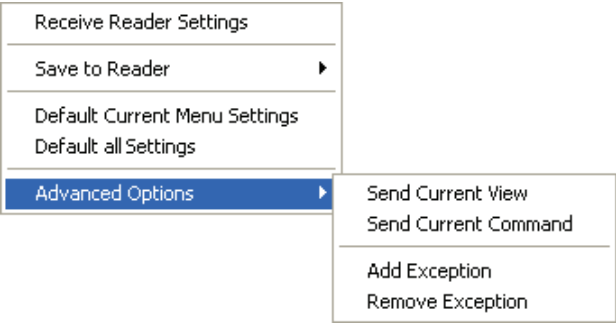 Receive Reader Settings
Save to Reader
Default Current Menu Settings
Default all Settings
Advanced Options
Send Current View
Send Current Command
Add Exception
Remove Exception